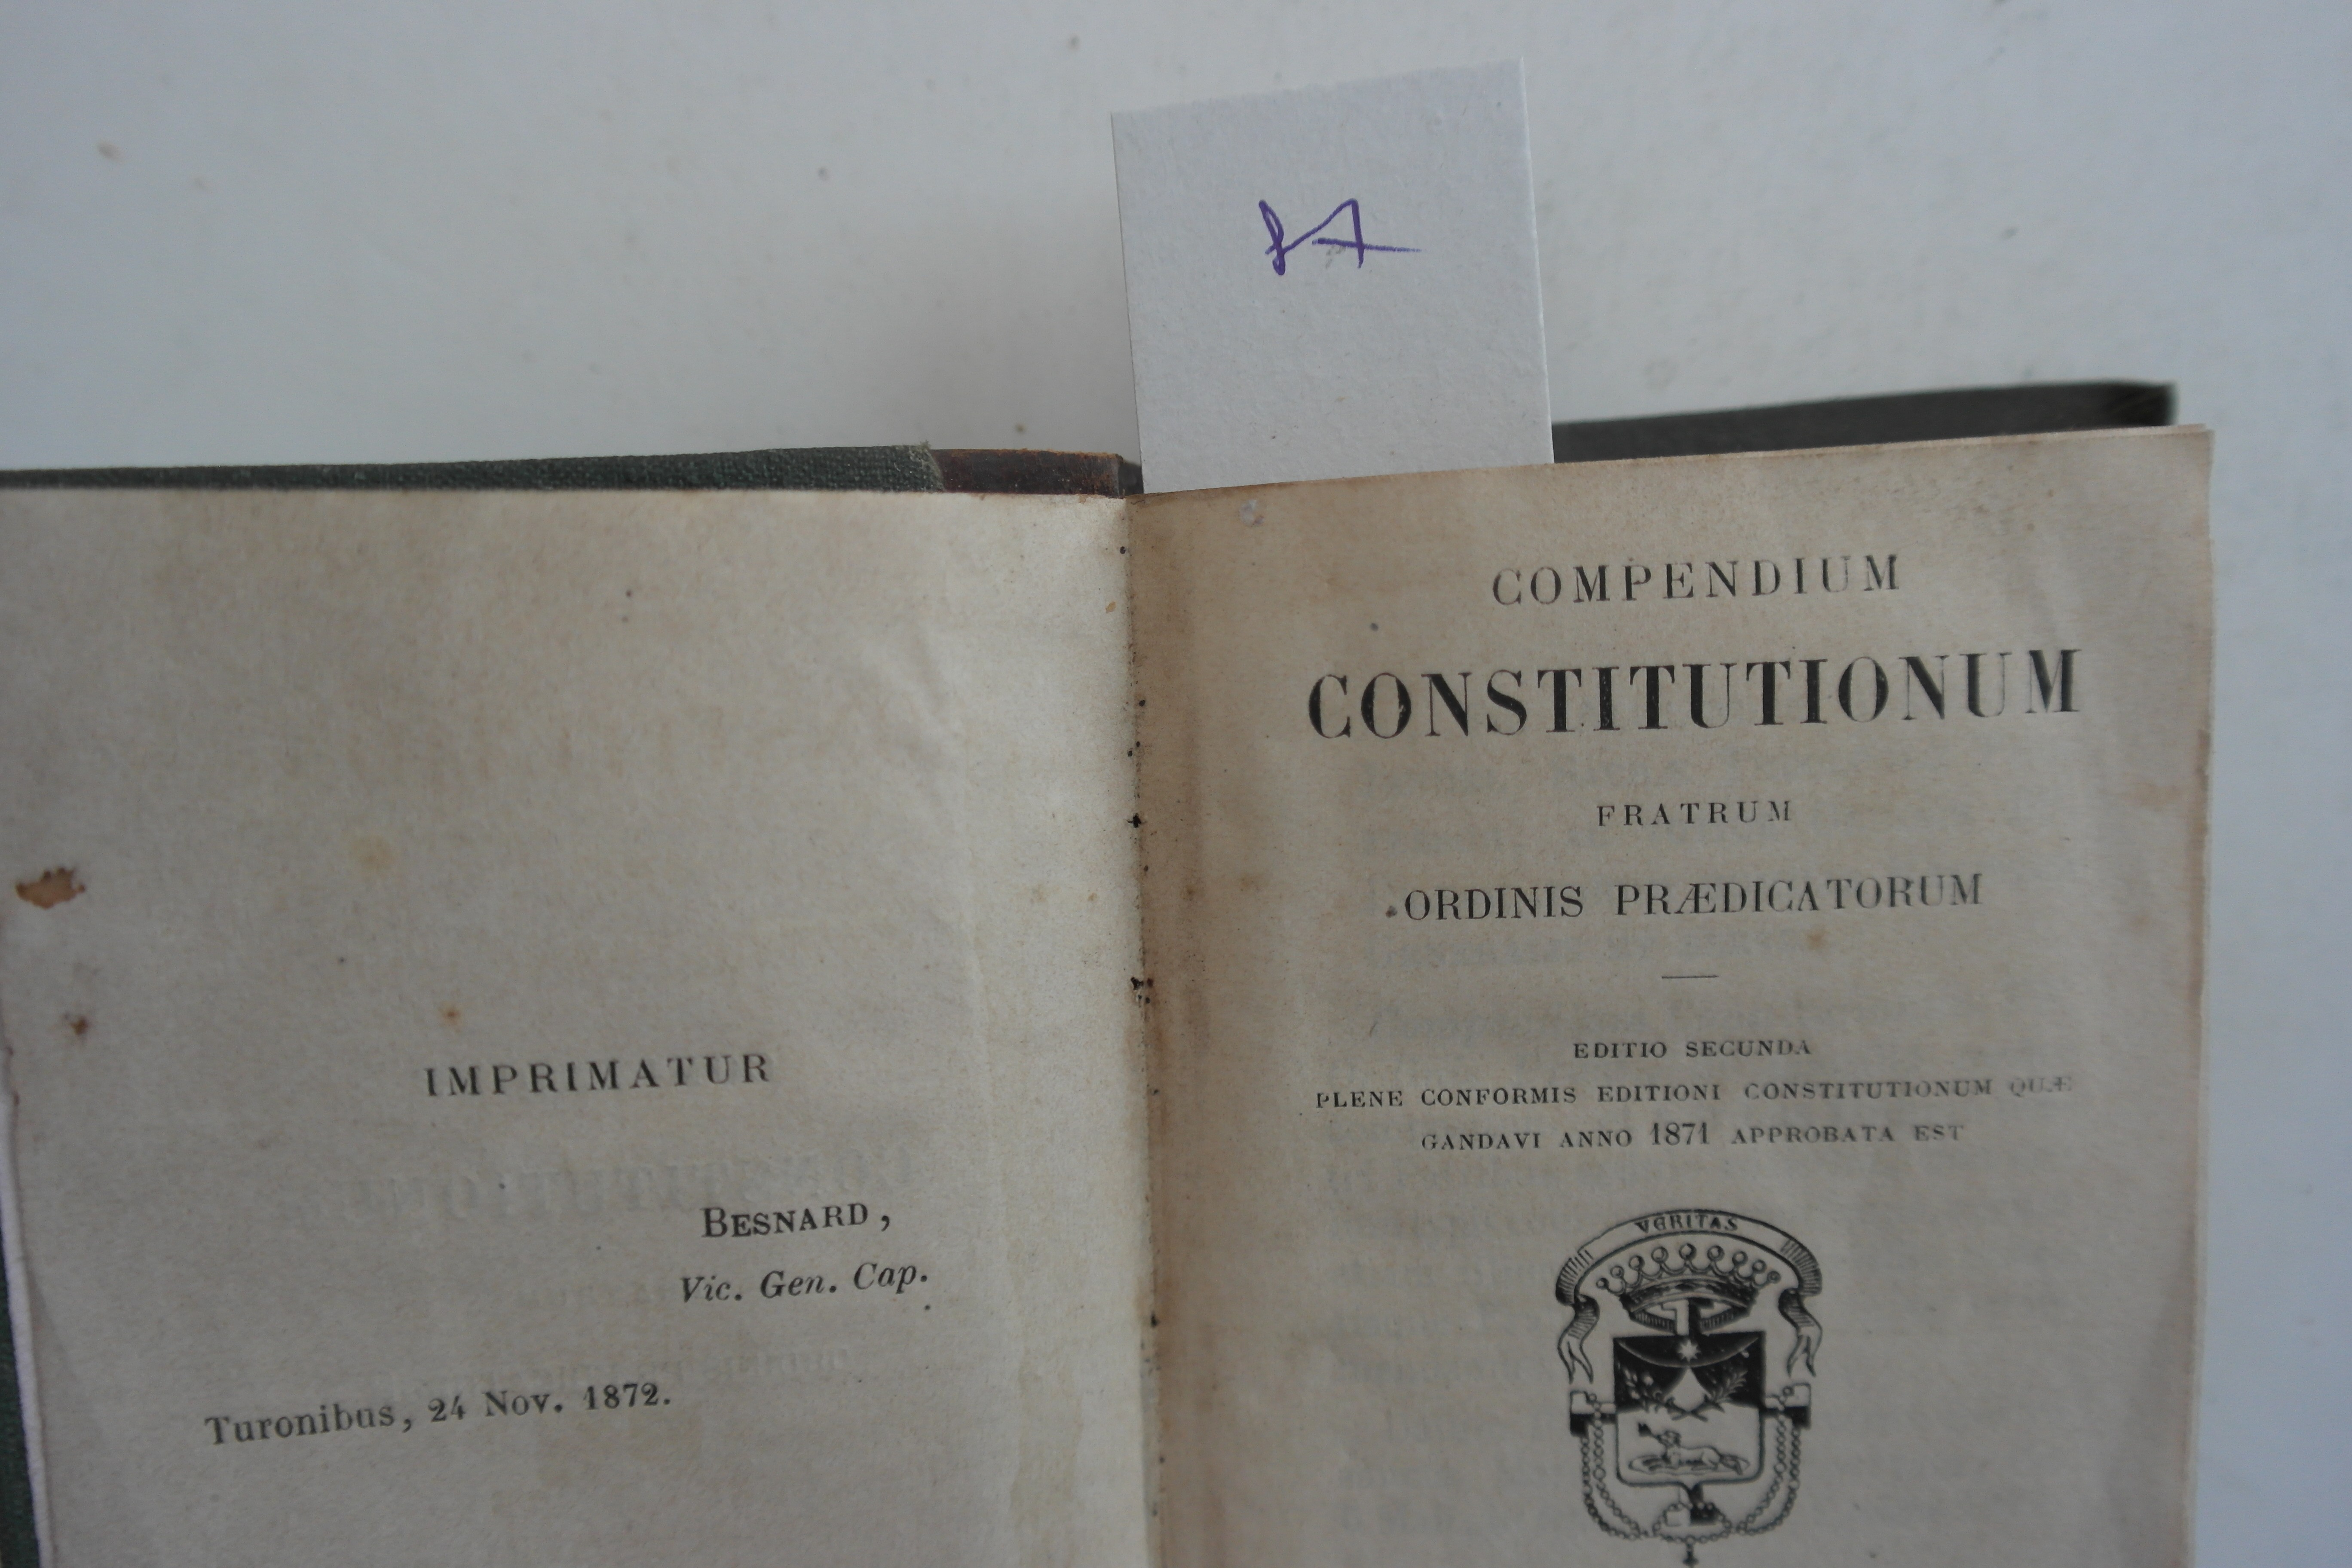 87
IMPRIMATUR
BESNARD,
Vic. Gen. Cap.
Turonibus, 24 Nov. 1872.
COMPENDIUM
CONSTITUTIONUM
FRATRUM
ORDINIS PRÆDICATORUM
EDITIO SECUNDA
PLENE CONFORMIS EDITIONI CONSTITUTIONUM QUÆ
GANDAVI ANNO 1871 APPROBATA EST
VERITAS